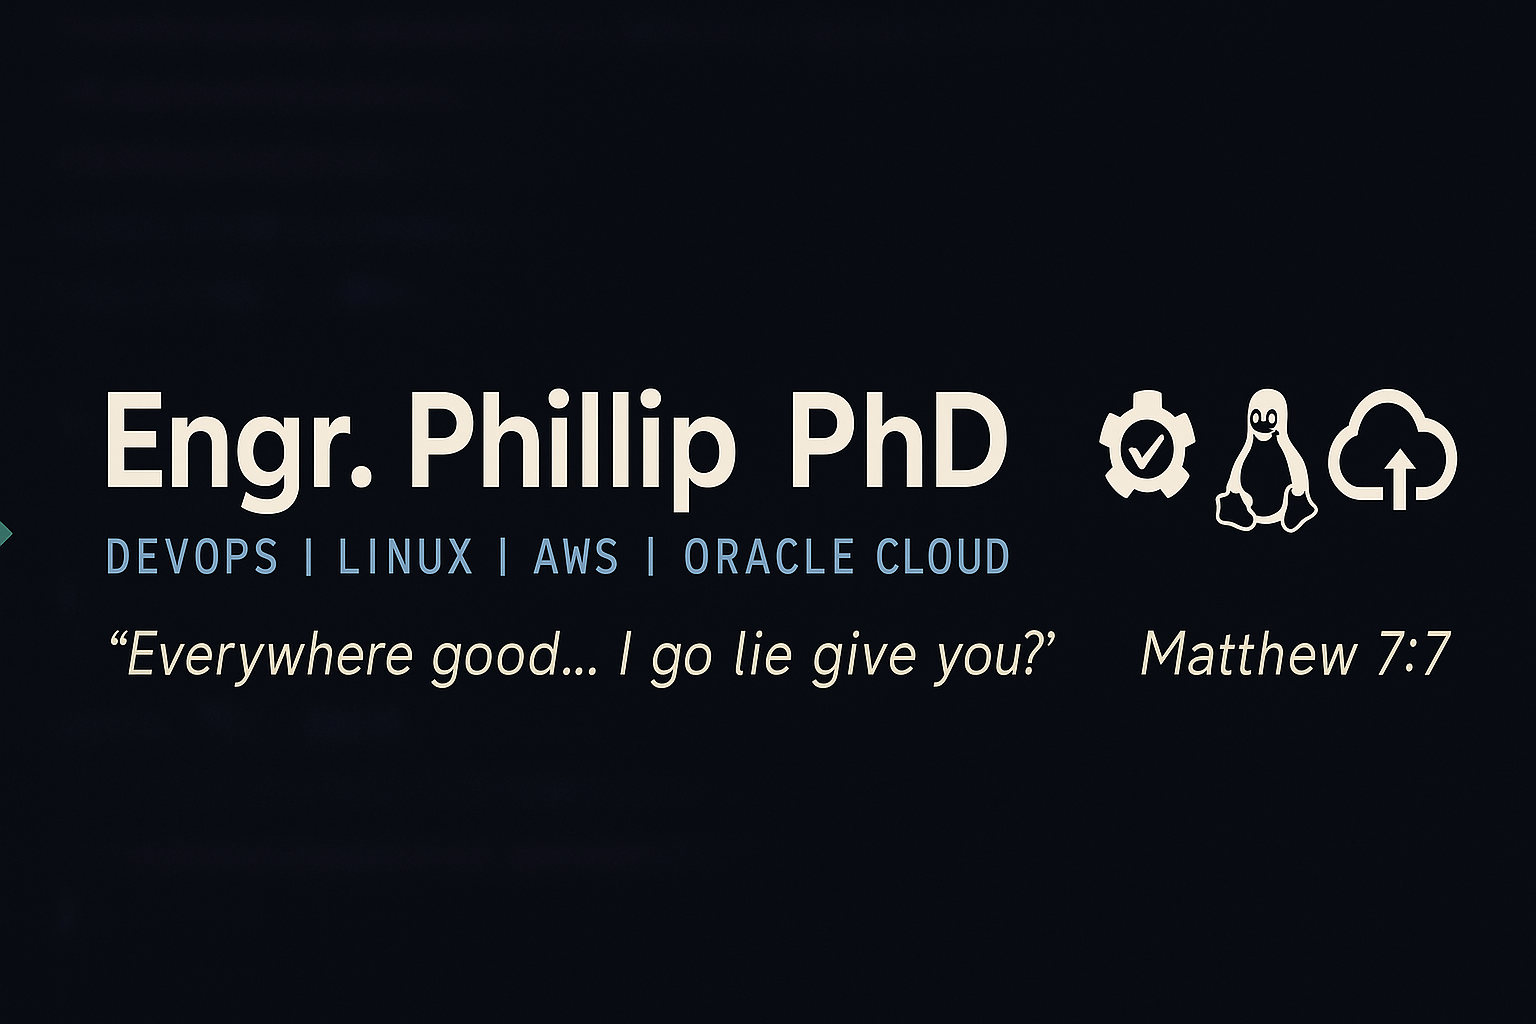 Engr. Phillip PhD
DEVOPS | LINUX | AWS | ORACLE CLOUD
“Everywhere good... I go lie give you?’ Matthew 7:7